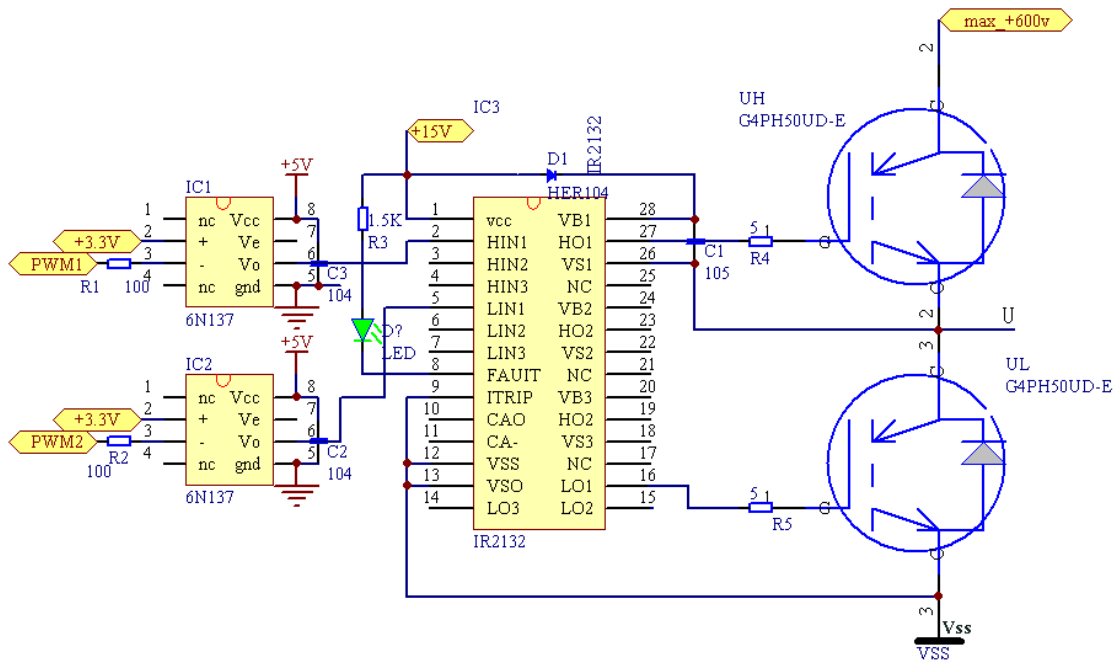 max_+600v
2
UH
G4PH50UD-E
IC3
+15V
IR2132
D1
HER104
+5V
IC1
1 nc Vcc 8
+3.3V 2 + Ve 7
PWM1 3 - Vo 6
4 nc gnd 5
R1 100
6N137
C3
104
1.5K
R3
D?
LED
+5V
IC2
1 nc Vcc 8
+3.3V 2 + Ve 7
PWM2 3 - Vo 6
4 nc gnd 5
R2
100
6N137
C2
104
1 vcc VB1 28
2 HIN1 HO1 27
3 HIN2 VS1 26
4 HIN3 NC 25
5 LIN1 VB2 24
6 LIN2 HO2 23
7 LIN3 VS2 22
8 FAUIT NC 21
9 ITRIP VB3 20
10 CAO HO2 19
11 CA- VS3 18
12 VSS NC 17
13 VSO LO1 16
14 LO3 LO2 15
IR2132
C1
105
5 1
R4
G
2
U
3
UL
G4PH50UD-E
5 1
R5
G
3
Vss
VSS